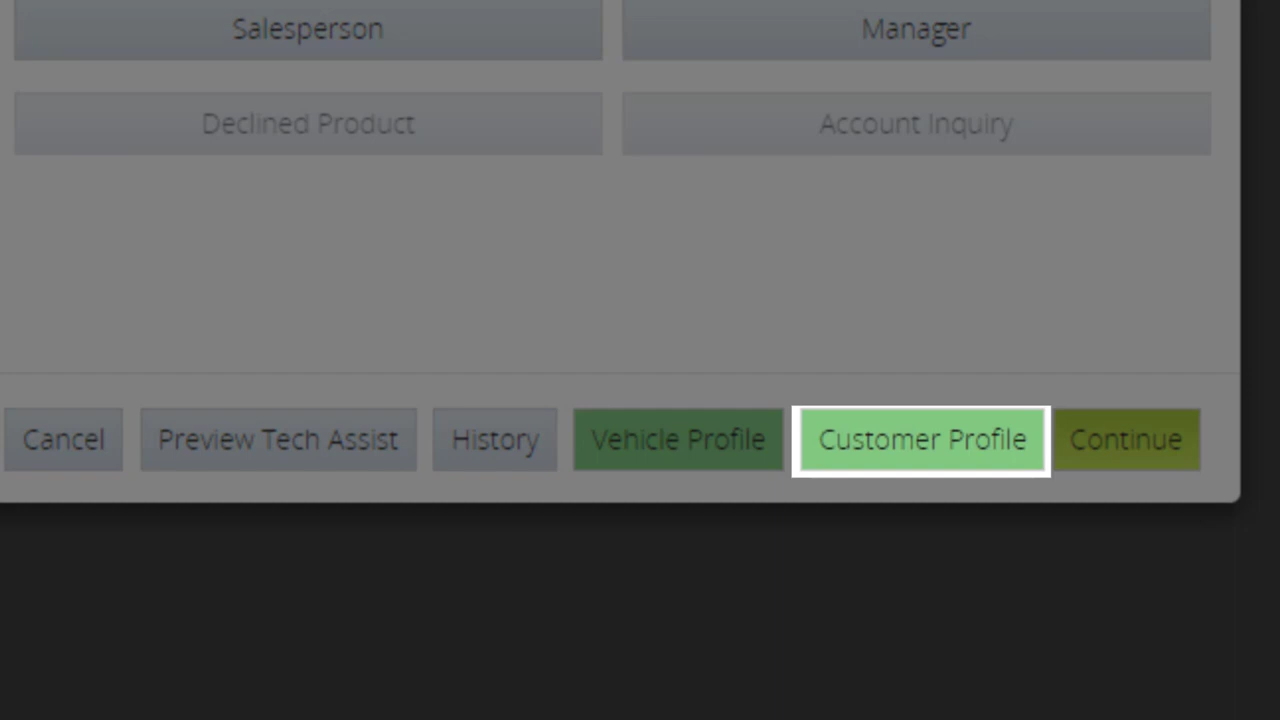 Salesperson
Manager
Declined Product
Account Inquiry
Cancel
Preview Tech Assist
History
Vehicle Profile
Customer Profile
Continue